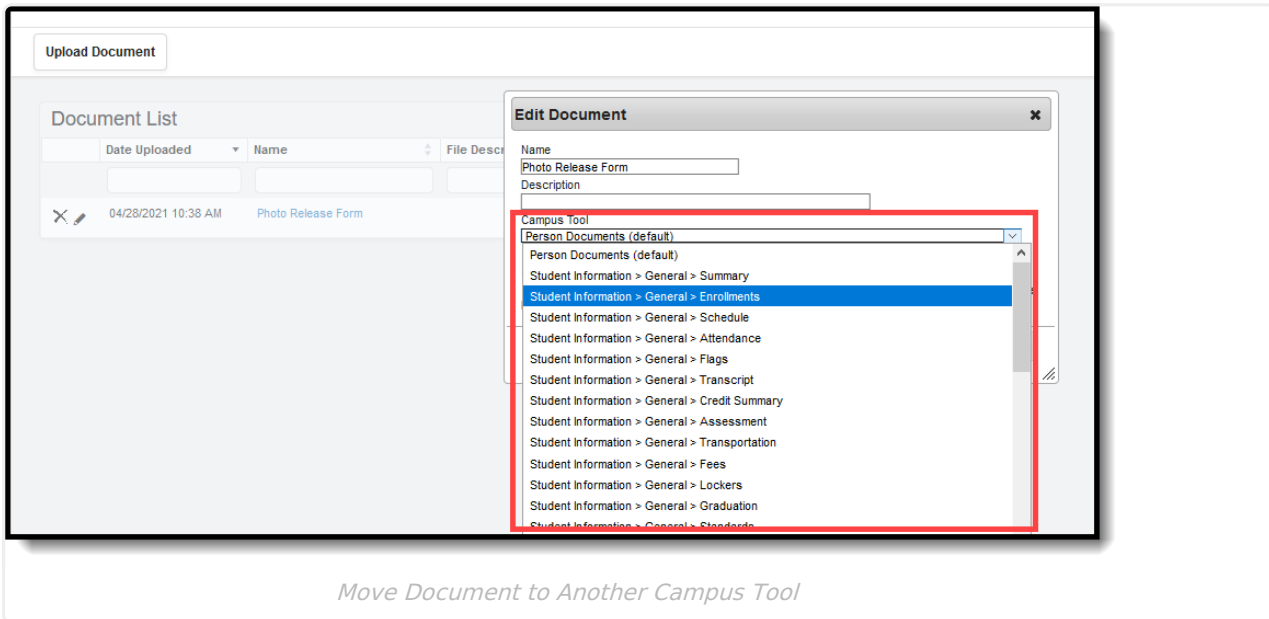 Upload Document
Document List
Date Uploaded Name File Descr
04/28/2021 10:38 AM Photo Release Form
Edit Document
Name
Photo Release Form
Description
Campus Tool
Person Documents (default)
Person Documents (default)
Student Information > General > Summary
Student Information > General > Enrollments
Student Information > General > Schedule
Student Information > General > Attendance
Student Information > General > Flags
Student Information > General > Transcript
Student Information > General > Credit Summary
Student Information > General > Assessment
Student Information > General > Transportation
Student Information > General > Fees
Student Information > General > Lockers
Student Information > General > Graduation
Student Information > General > Standards
Move Document to Another Campus Tool